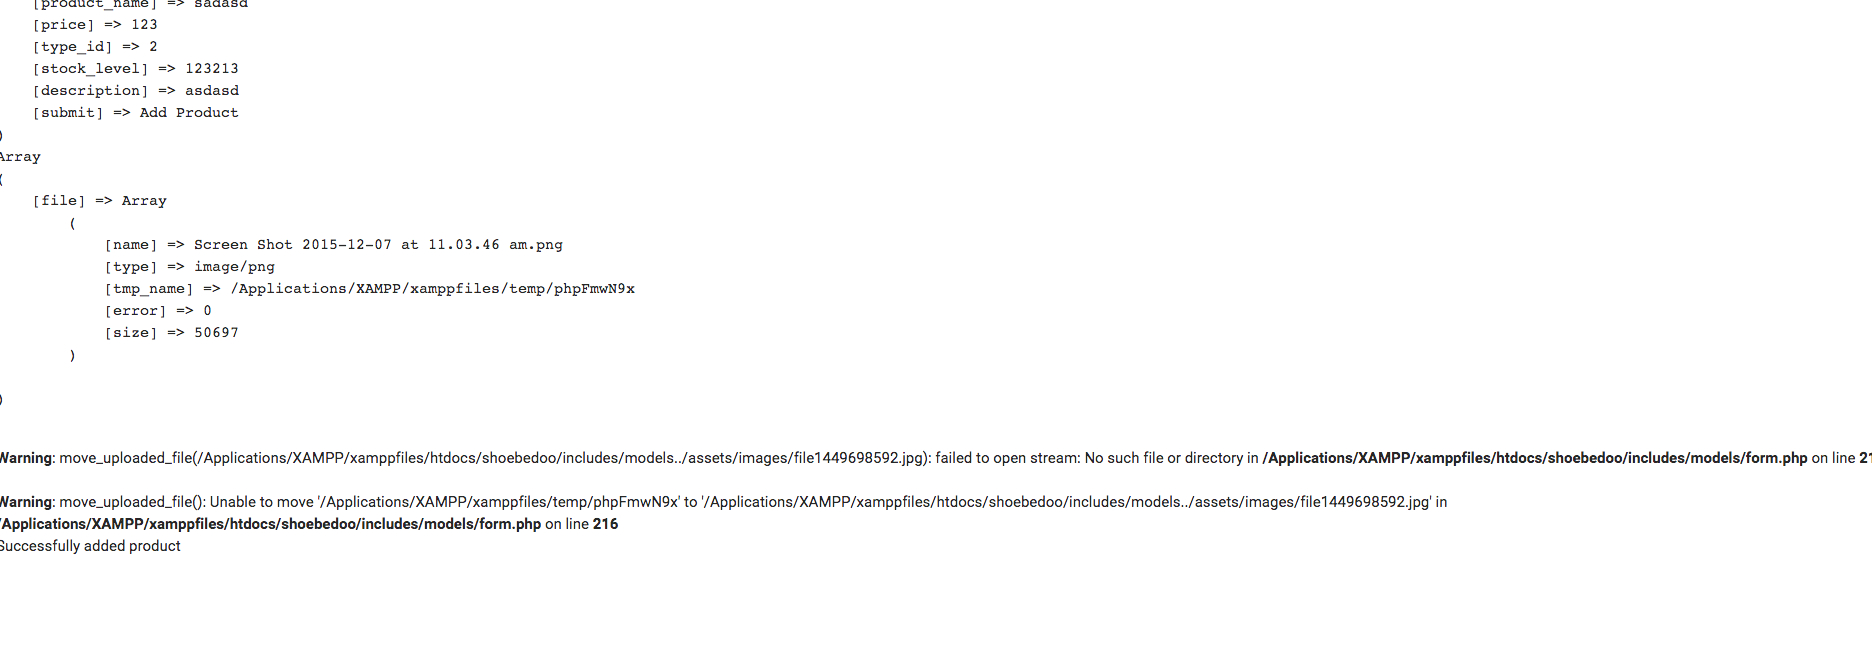 [product_name] => sadasd
[price] => 123
[type_id] => 2
[stock_level] => 123213
[description] => asdasd
[submit] => Add Product
)
Array
(
[file] => Array
(
[name] => Screen Shot 2015-12-07 at 11.03.46 am.png
[type] => image/png
[tmp_name] => /Applications/XAMPP/xamppfiles/temp/phpFmwN9x
[error] => 0
[size] => 50697
)
)
Warning: move_uploaded_file(/Applications/XAMPP/xamppfiles/htdocs/shoebedoo/includes/models../assets/images/file1449698592.jpg): failed to open stream: No such file or directory in /Applications/XAMPP/xamppfiles/htdocs/shoebedoo/includes/models/form.php on line 21
Warning: move_uploaded_file(): Unable to move '/Applications/XAMPP/xamppfiles/temp/phpFmwN9x' to '/Applications/XAMPP/xamppfiles/htdocs/shoebedoo/includes/models../assets/images/file1449698592.jpg' in
/Applications/XAMPP/xamppfiles/htdocs/shoebedoo/includes/models/form.php on line 216
Successfully added product